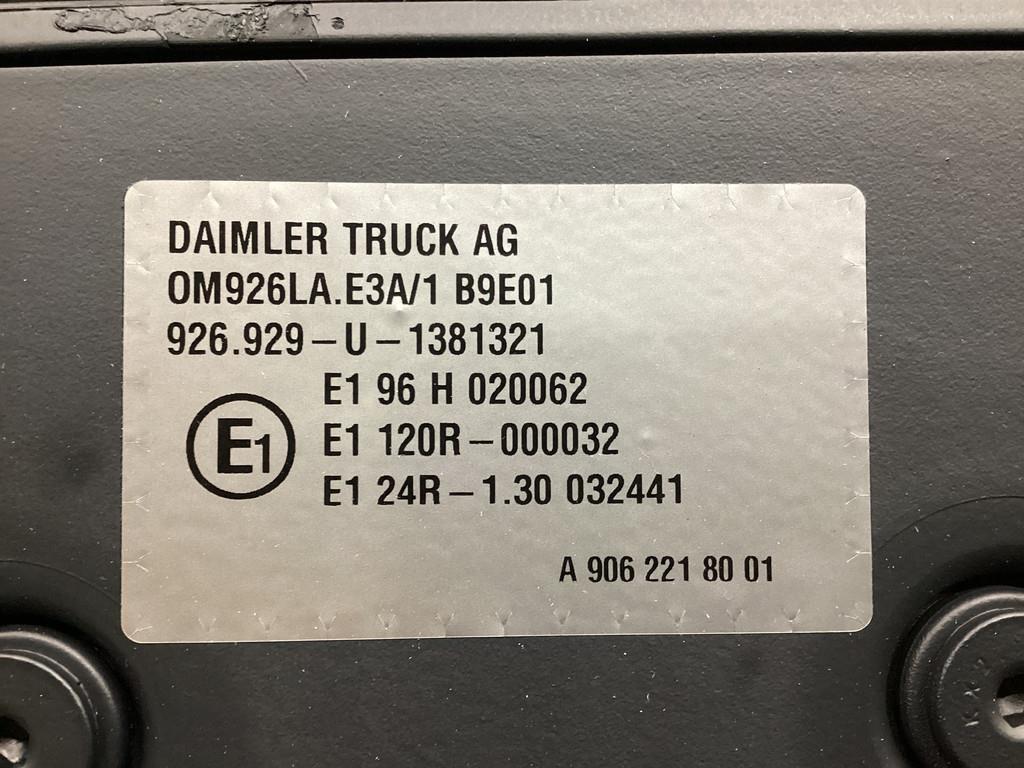 DAIMLER TRUCK AG
OM926LA.E3A/1 B9E01
926.929–U–1381321
E1 96 H 020062
E1
E1 120R–000032
E1 24R–1.30 032441
A 906 221 80 01